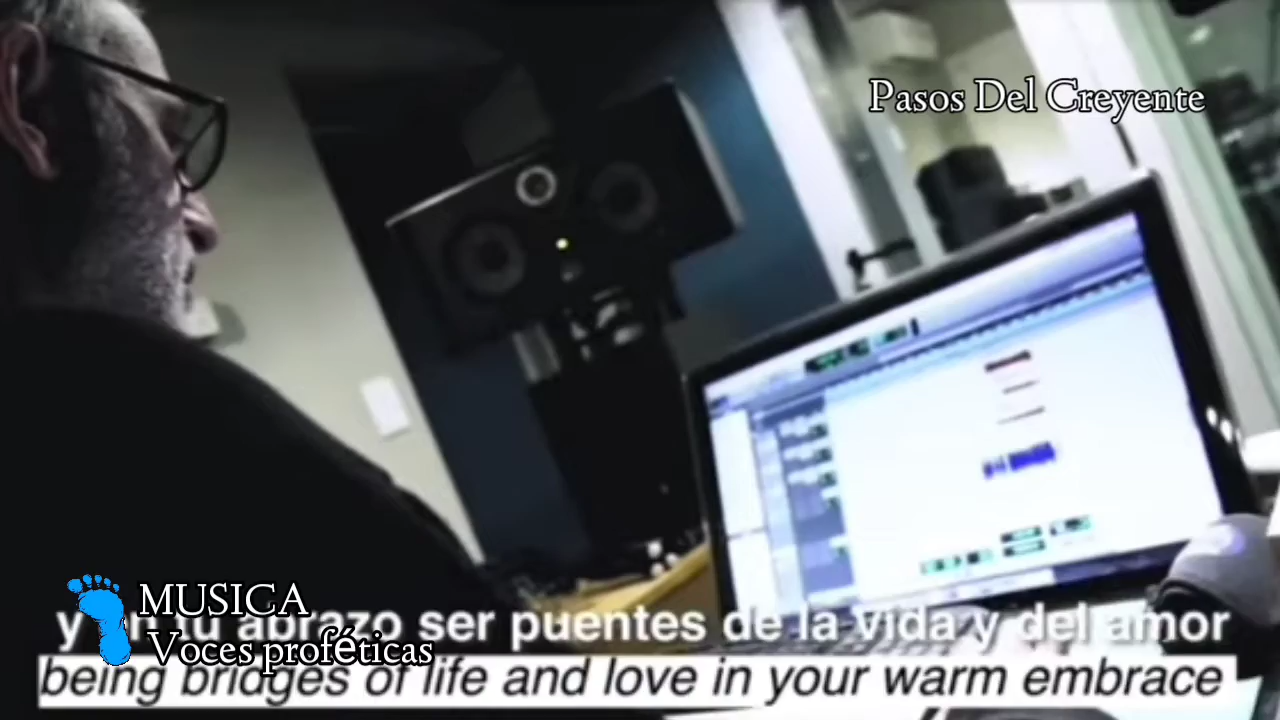 Pasos Del Creyente
MUSICA
y en tu abrazo ser puentes de la vida y del amor
Voces proféticas
being bridges of life and love in your warm embrace